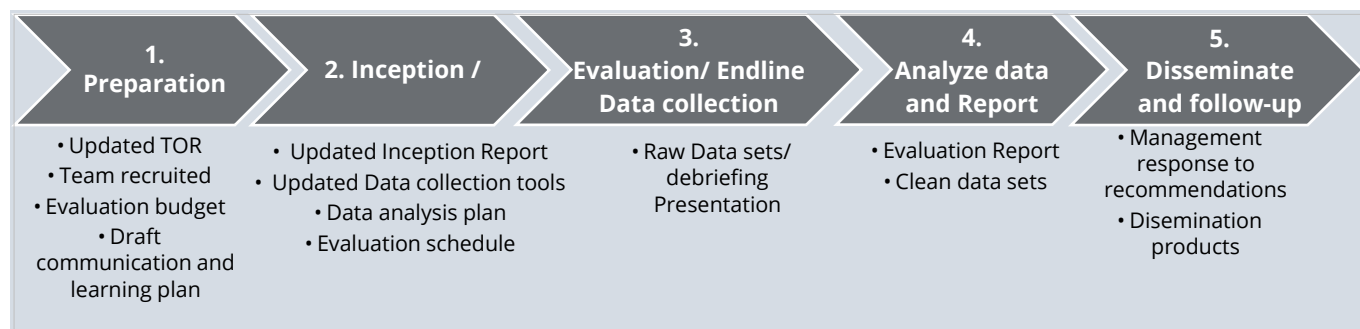 1.
Preparation
• Updated TOR
• Team recruited
• Evaluation budget
• Draft
communication and
learning plan
2. Inception /
• Updated Inception Report
• Updated Data collection tools
• Data analysis plan
• Evaluation schedule
3.
Evaluation/ Endline
Data collection
• Raw Data sets/
debriefing
Presentation
4.
Analyze data
and Report
• Evaluation Report
• Clean data sets
5.
Disseminate
and follow-up
• Management
response to
recommendations
• Disemination
products